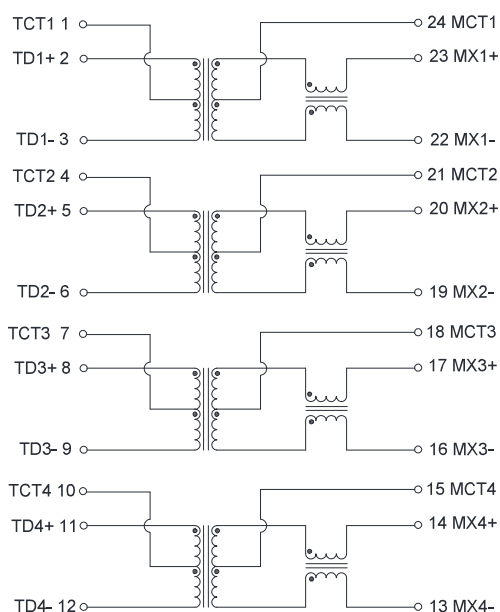 TCT1 1
24 MCT1
TD1+ 2
23 MX1+
TD1- 3
22 MX1-
TCT2 4
21 MCT2
TD2+ 5
20 MX2+
TD2- 6
19 MX2-
TCT3 7
18 MCT3
TD3+ 8
17 MX3+
TD3- 9
16 MX3-
TCT4 10
15 MCT4
TD4+ 11
14 MX4+
TD4- 12
13 MX4-